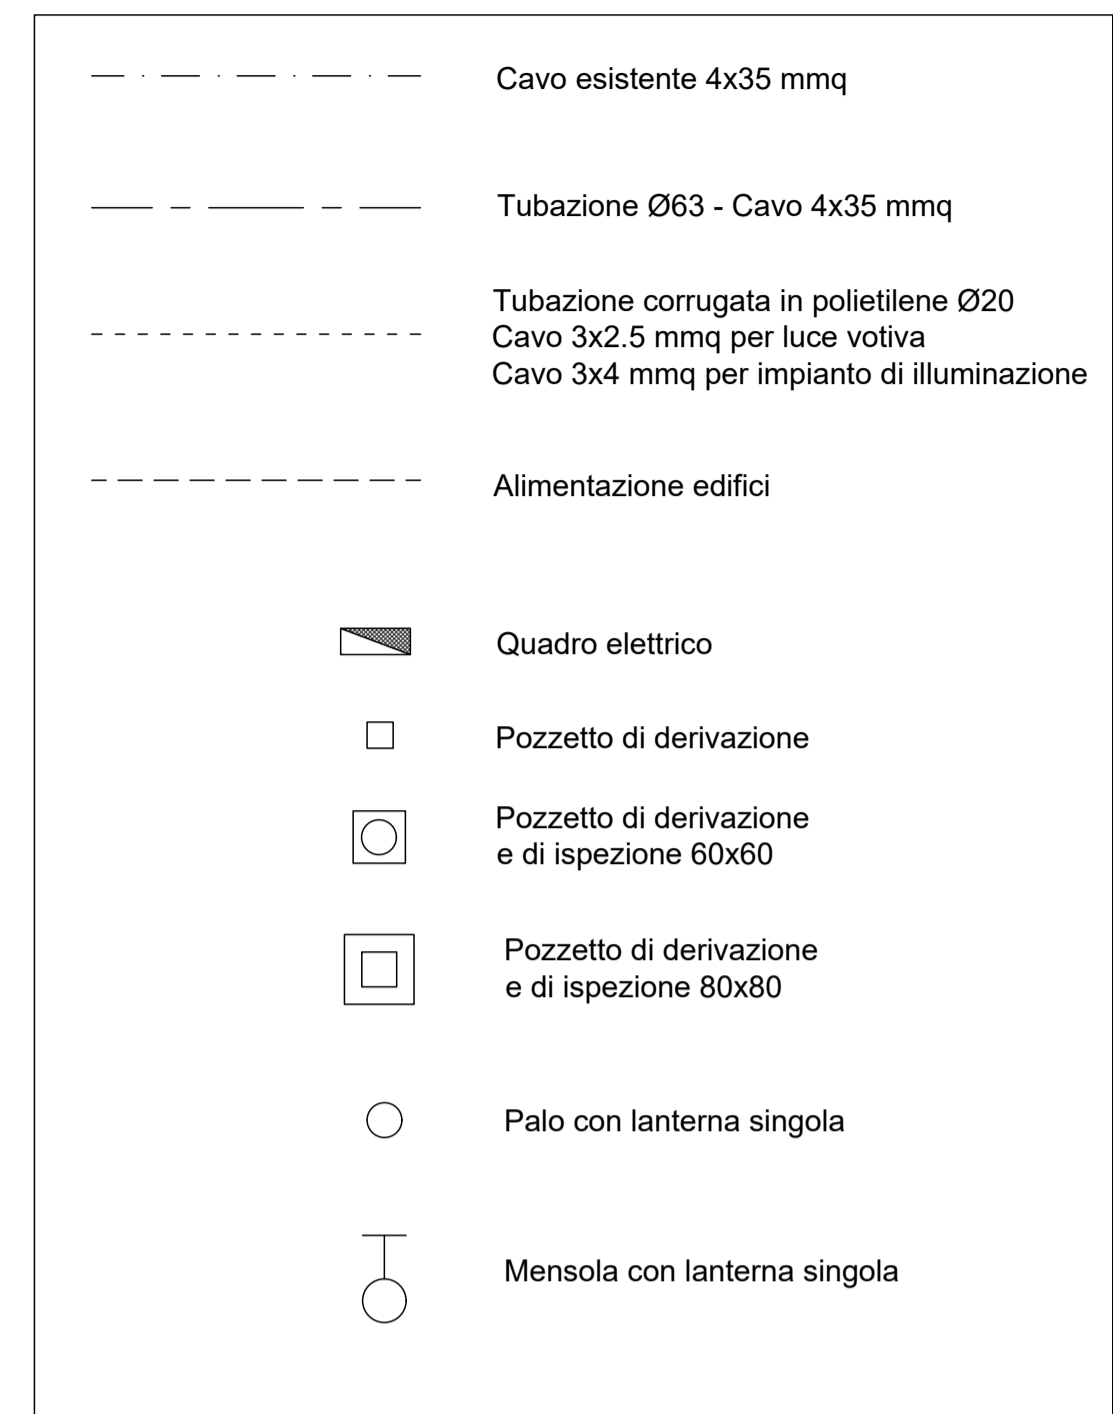 Cavo esistente 4x35 mmq
Tubazione Ø63 - Cavo 4x35 mmq
Tubazione corrugata in polietilene Ø20
Cavo 3x2.5 mmq per luce votiva
Cavo 3x4 mmq per impianto di illuminazione
Alimentazione edifici
Quadro elettrico
Pozzetto di derivazione
Pozzetto di derivazione
e di ispezione 60x60
Pozzetto di derivazione
e di ispezione 80x80
Palo con lanterna singola
Mensola con lanterna singola